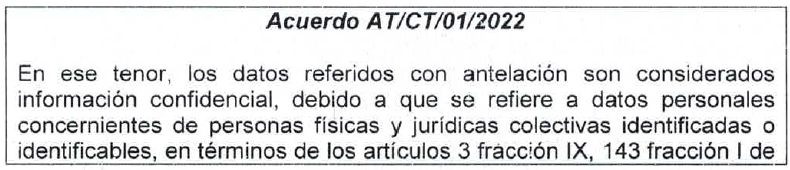 Acuerdo AT/CT/01/2022
En ese tenor, los datos referidos con antelación son considerados
información confidencial, debido a que se refiere a datos personales
concernientes de personas físicas y jurídicas colectivas identificadas o
identificables, en términos de los artículos 3 fracción IX, 143 fracción I de